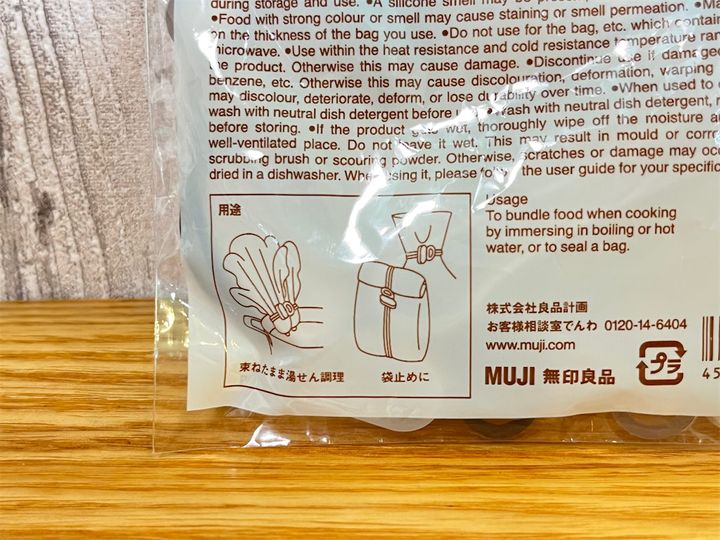 during storage and use. •A silicone smell may be
•Food with strong colour or smell may cause staining or smell permeation.
on the thickness of the bag you use. •Do not use for the bag, etc. which
microwave. •Use within the heat resistance and cold resistance temperature
the product. Otherwise this may cause damage. •Discontinue use if damaged
benzene, etc. Otherwise this may cause discolouration, deformation, warping
may discolour, deteriorate, deform, or lose durability over time. •When used to
wash with neutral dish detergent before •Wash with neutral dish detergent,
before storing. •If the product gets wet, thoroughly wipe off the moisture
well-ventilated place. Do not leave it wet. This may result in mould or
scrubbing brush or scouring powder. Otherwise, scratches or damage may
dried in a dishwasher. When using it, please follow the user guide for your
用途
束ねたまま湯せん調理
袋止めに
Usage
To bundle food when cooking
by immersing in boiling or hot
water, or to seal a bag.
株式会社良品計画
お客様相談室でんわ 0120-14-6404
www.muji.com
MUJI 無印良品
プラ
45